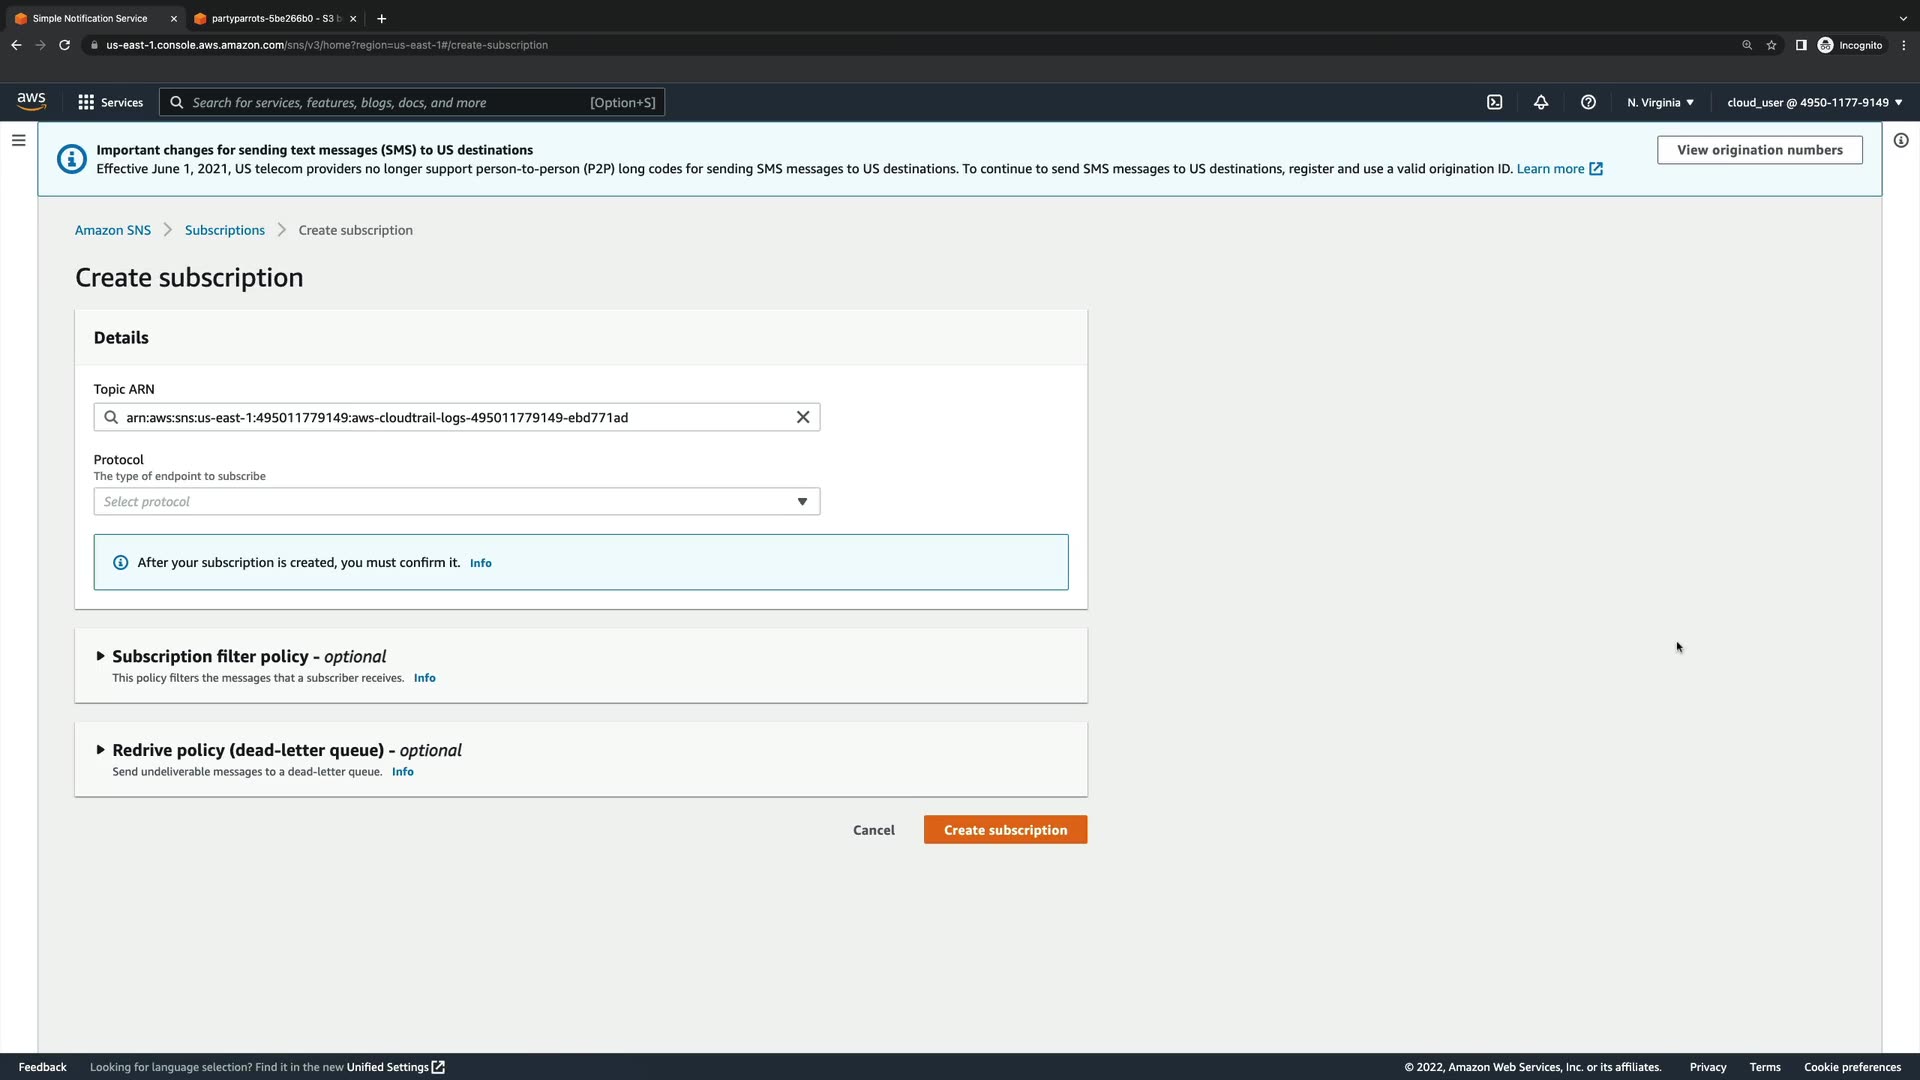 Simple Notification Service
partyparrots-5be266b0 - S3 b
us-east-1.console.aws.amazon.com/sns/v3/home?region=us-east-1#/create-subscription
Incognito
aws
Services
Search for services, features, blogs, docs, and more
[Option+S]
N. Virginia
cloud_user @ 4950-1177-9149
Important changes for sending text messages (SMS) to US destinations
Effective June 1, 2021, US telecom providers no longer support person-to-person (P2P) long codes for sending SMS messages to US destinations. To continue to send SMS messages to US destinations, register and use a valid origination ID. Learn more
View origination numbers
Amazon SNS
Subscriptions
Create subscription
Create subscription
Details
Topic ARN
arn:aws:sns:us-east-1:495011779149:aws-cloudtrail-logs-495011779149-ebd771ad
Protocol
The type of endpoint to subscribe
Select protocol
After your subscription is created, you must confirm it. Info
Subscription filter policy - optional
This policy filters the messages that a subscriber receives. Info
Redrive policy (dead-letter queue) - optional
Send undeliverable messages to a dead-letter queue. Info
Cancel
Create subscription
Feedback
Looking for language selection? Find it in the new Unified Settings
© 2022, Amazon Web Services, Inc. or its affiliates.
Privacy
Terms
Cookie preferences